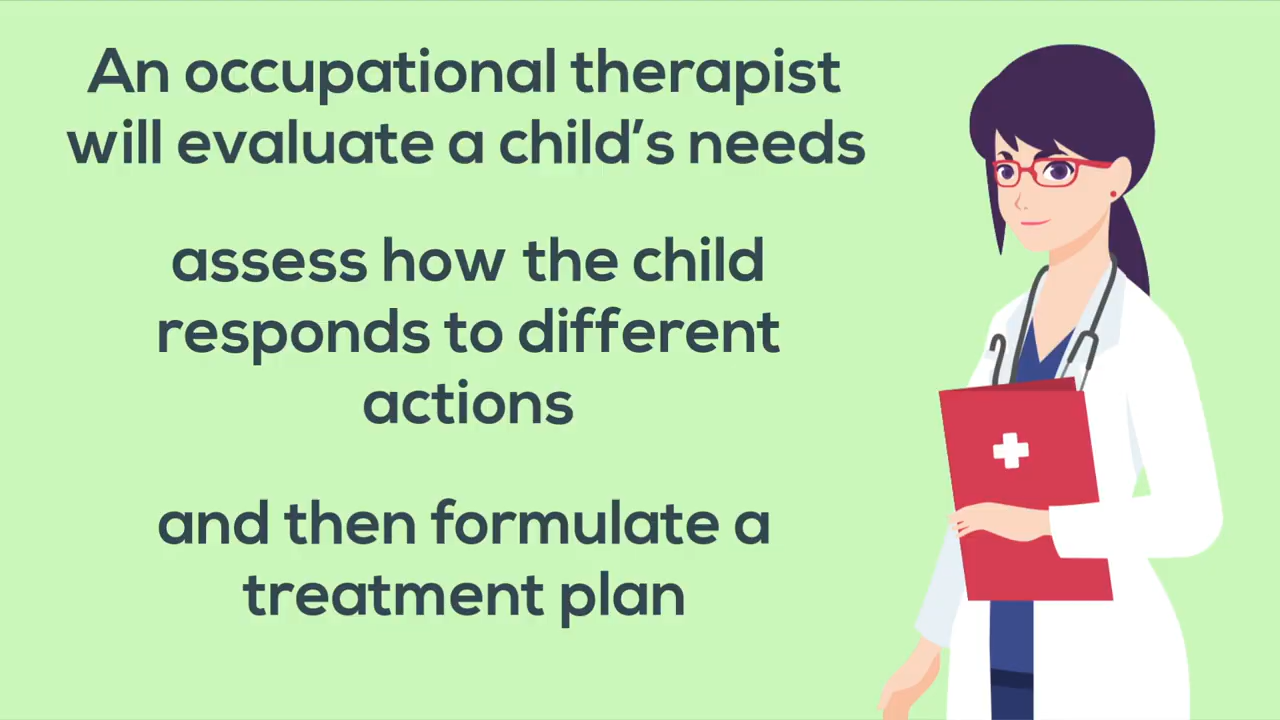 An occupational therapist
will evaluate a child’s needs
assess how the child
responds to different
actions
and then formulate a
treatment plan